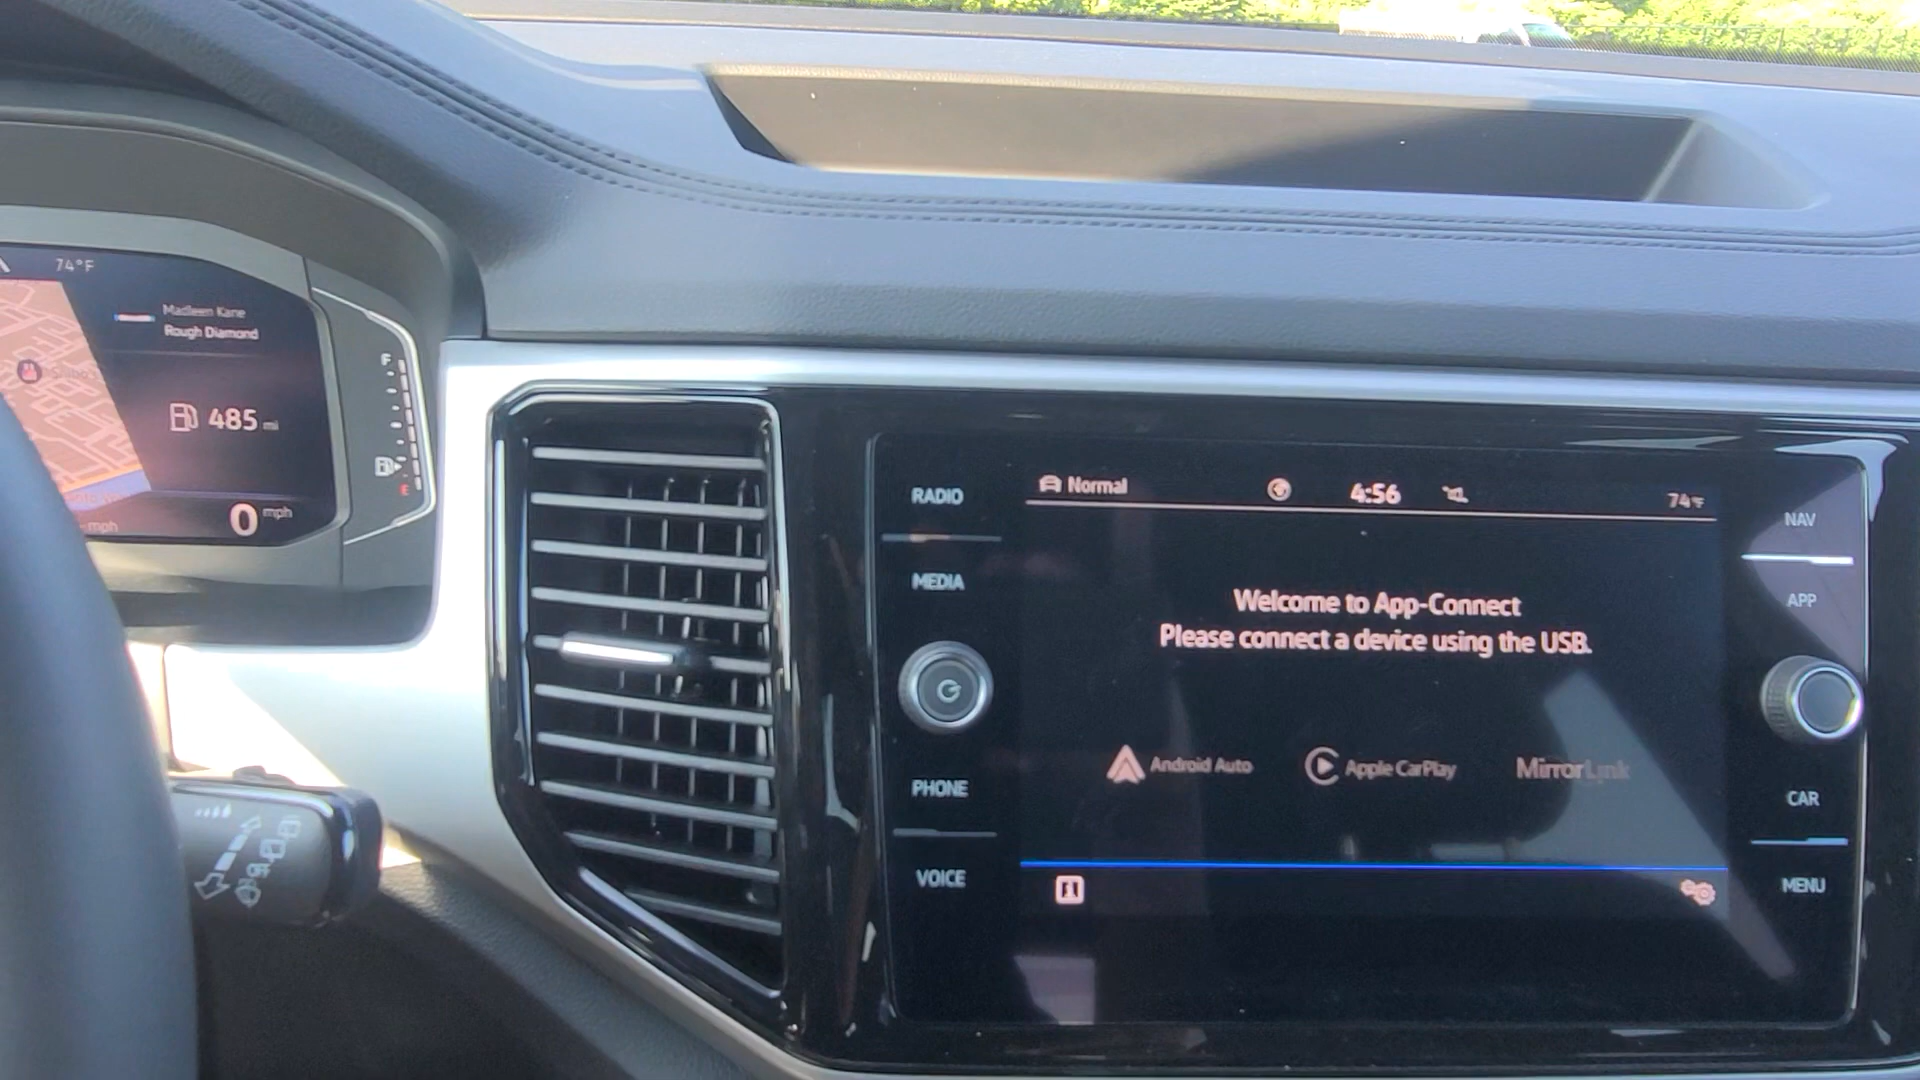 74°F
Madleen Kane
Rough Diamond
485 mi
0 mph
mph
F
E
RADIO
MEDIA
PHONE
VOICE
Normal
4:56
74°F
Welcome to App-Connect
Please connect a device using the USB.
Android Auto
Apple CarPlay
MirrorLink
NAV
APP
CAR
MENU